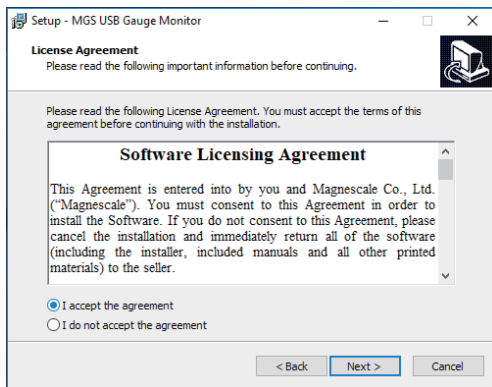 Setup - MGS USB Gauge Monitor
License Agreement
Please read the following important information before continuing.
Please read the following License Agreement. You must accept the terms of this
agreement before continuing with the installation.
Software Licensing Agreement
This Agreement is entered into by you and Magnescale Co., Ltd.
(“Magnescale”). You must consent to this Agreement in order to
install the Software. If you do not consent to this Agreement, please
cancel the installation and immediately return all of the software
(including the installer, included manuals and all other printed
materials) to the seller.
I accept the agreement
I do not accept the agreement
< Back Next > Cancel